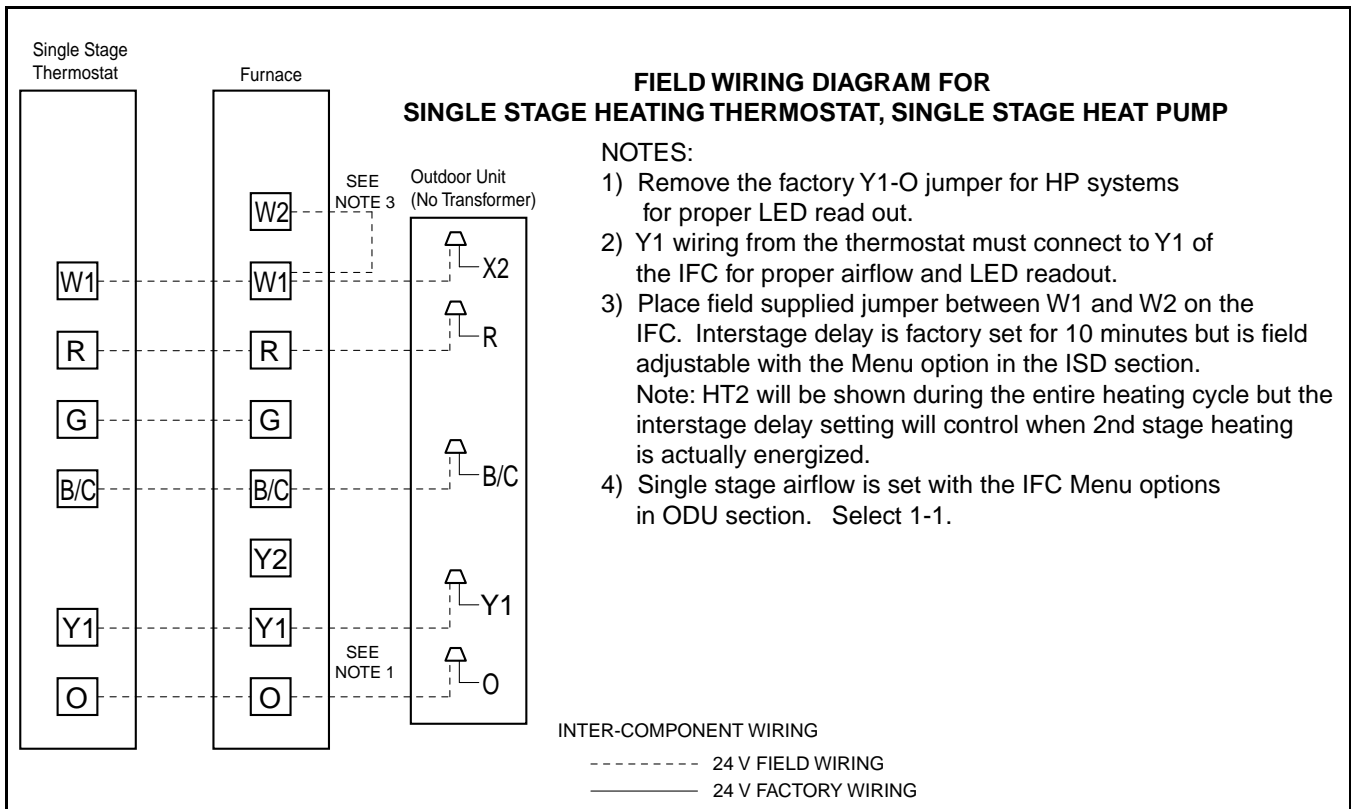 Single Stage
Thermostat
Furnace
FIELD WIRING DIAGRAM FOR
SINGLE STAGE HEATING THERMOSTAT, SINGLE STAGE HEAT PUMP
W1
R
G
B/C
Y1
O
W2
W1
R
G
B/C
Y2
Y1
O
SEE
NOTE 3
SEE
NOTE 1
Outdoor Unit
(No Transformer)
X2
R
B/C
Y1
O
NOTES:
1) Remove the factory Y1-O jumper for HP systems
for proper LED read out.
2) Y1 wiring from the thermostat must connect to Y1 of
the IFC for proper airflow and LED readout.
3) Place field supplied jumper between W1 and W2 on the
IFC. Interstage delay is factory set for 10 minutes but is field
adjustable with the Menu option in the ISD section.
Note: HT2 will be shown during the entire heating cycle but the
interstage delay setting will control when 2nd stage heating
is actually energized.
4) Single stage airflow is set with the IFC Menu options
in ODU section. Select 1-1.
INTER-COMPONENT WIRING
24 V FIELD WIRING
24 V FACTORY WIRING